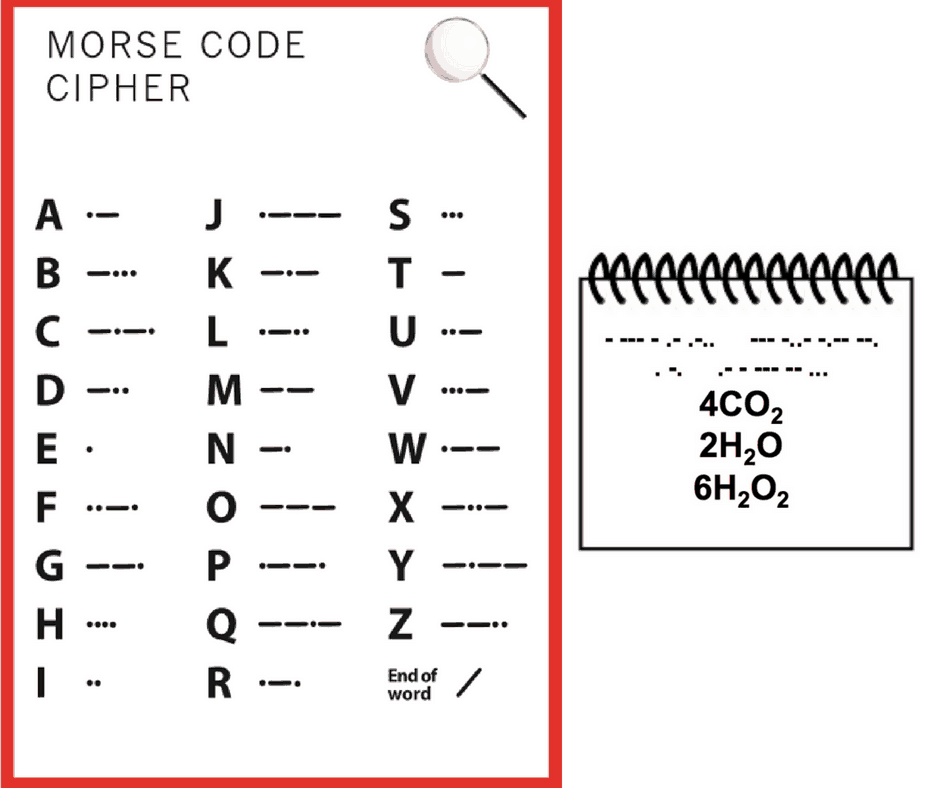 MORSE CODE
CIPHER
A ·—
B —···
C —·—·
D —··
E ·
F ··—·
G ——·
H ····
I ··
J ·———
K —·—
L ·—··
M ——
N —·
O ———
P ·——·
Q ——·—
R ·—·
S ···
T —
U ··—
V ···—
W ·——
X —··—
Y —·——
Z ——··
End of
word /
- --- - .- .-.. --- -..- -.-- --.
. -. .- - --- -- ...
4CO₂
2H₂O
6H₂O₂